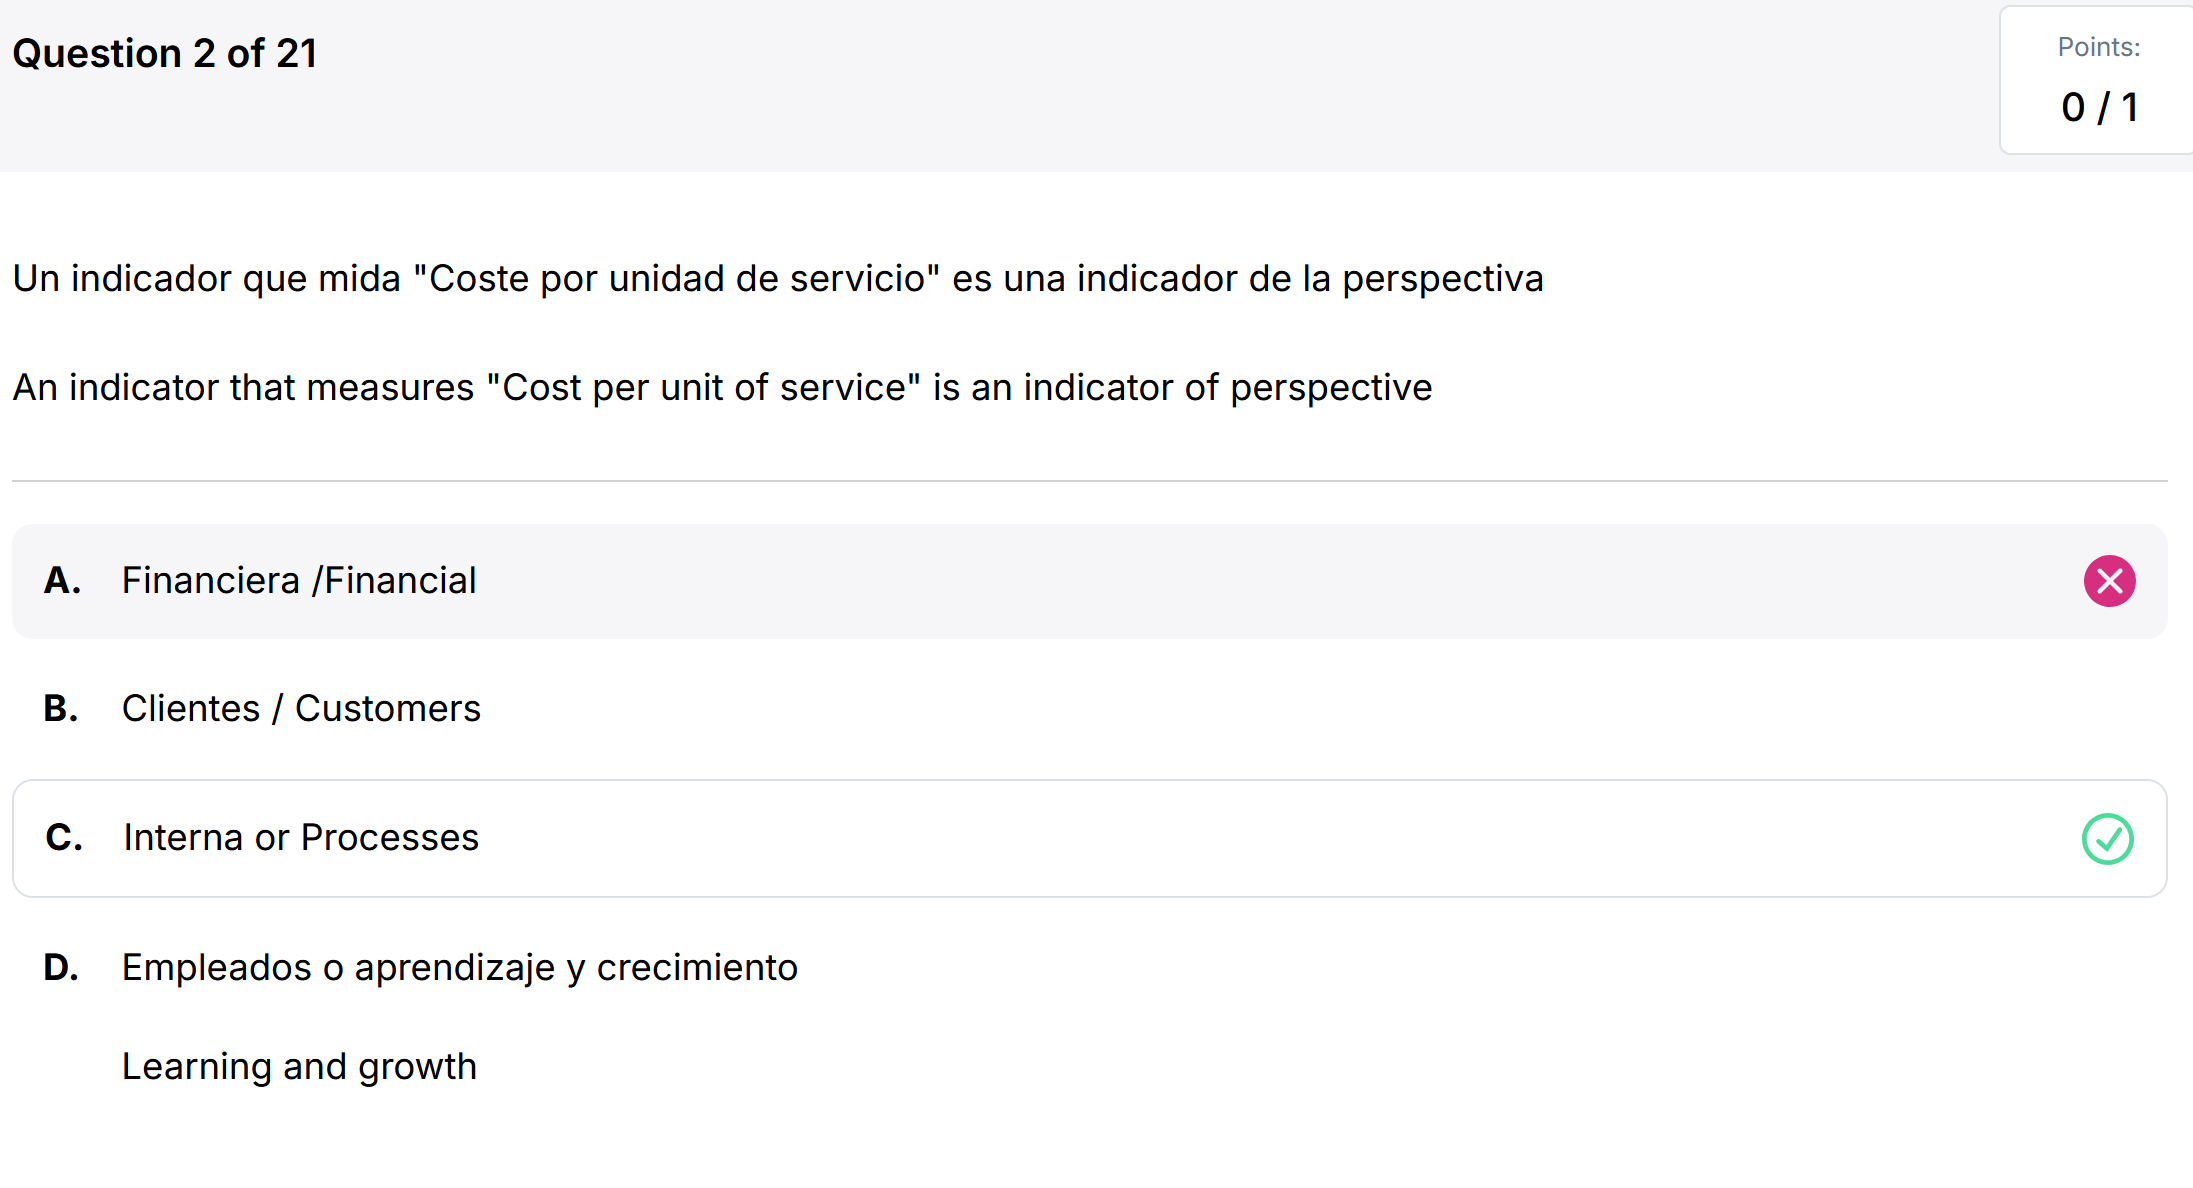 Question 2 of 21
Points:
0 / 1
Un indicador que mida "Coste por unidad de servicio" es una indicador de la perspectiva
An indicator that measures "Cost per unit of service" is an indicator of perspective
A. Financiera /Financial
B. Clientes / Customers
C. Interna or Processes
D. Empleados o aprendizaje y crecimiento
Learning and growth